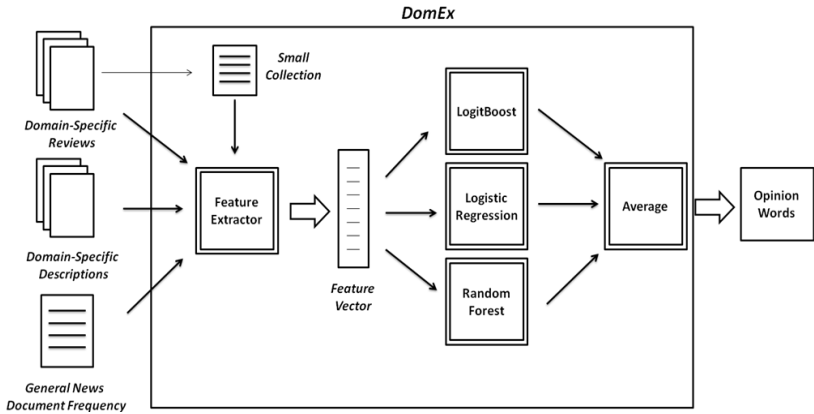 DomEx
Small
Collection
Domain-Specific
Reviews
LogitBoost
Feature
Extractor
Logistic
Regression
Average
Opinion
Words
Domain-Specific
Descriptions
Feature
Vector
Random
Forest
General News
Document Frequency